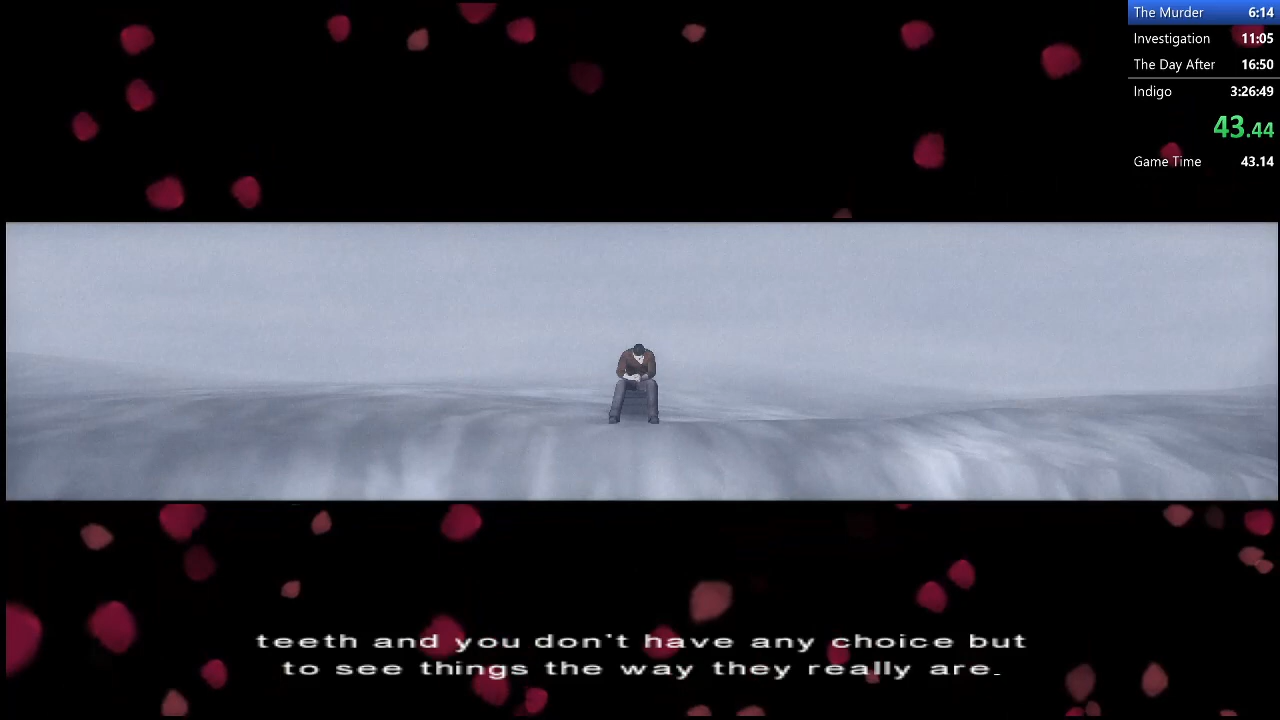 The Murder 6:14
Investigation 11:05
The Day After 16:50
Indigo 3:26:49
43.44
Game Time 43.14
teeth and you don't have any choice but
to see things the way they really are.